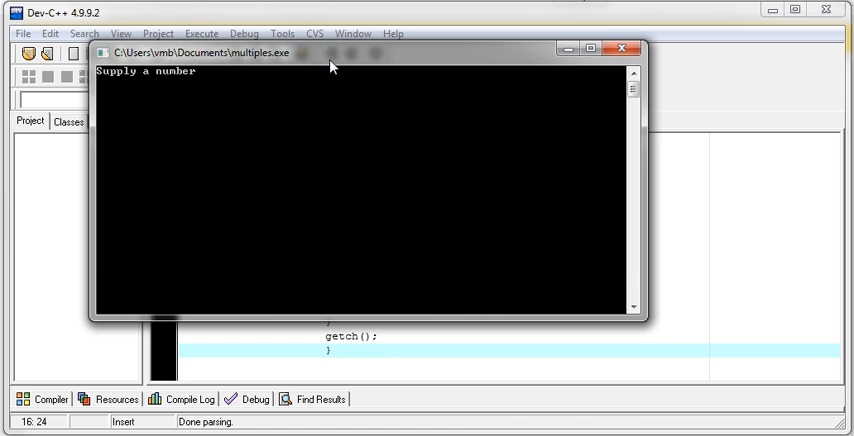 Dev-C++ 4.9.9.2
File Edit Search View Project Execute Debug Tools CVS Window Help
C:\Users\vmb\Documents\multiples.exe
Supply a number
Project Classes
}
getch();
}
Compiler Resources Compile Log Debug Find Results
16: 24 Insert Done parsing.